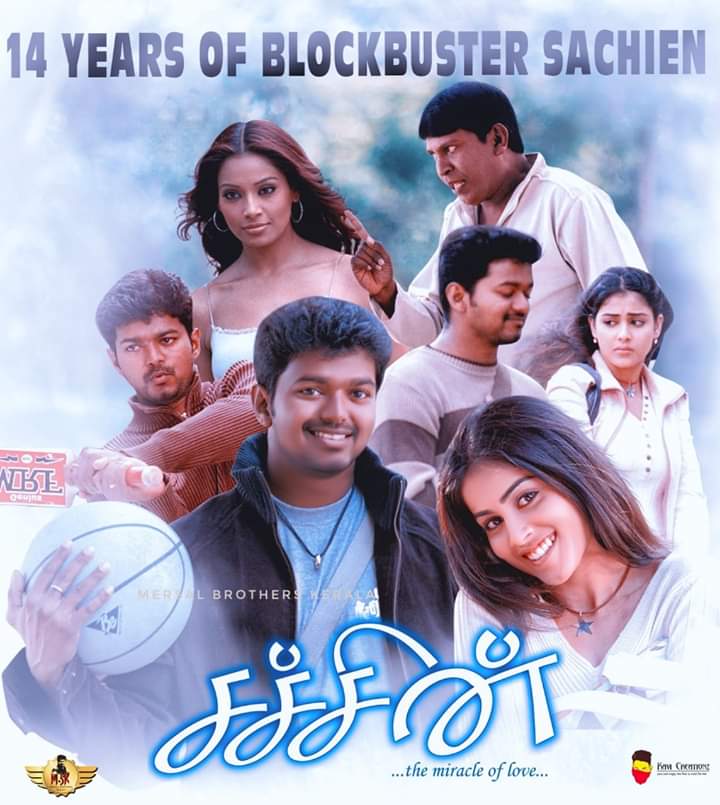 14 YEARS OF BLOCKBUSTER SACHIEN
MERSAL BROTHERS KERALA
சச்சின்
...the miracle of love...